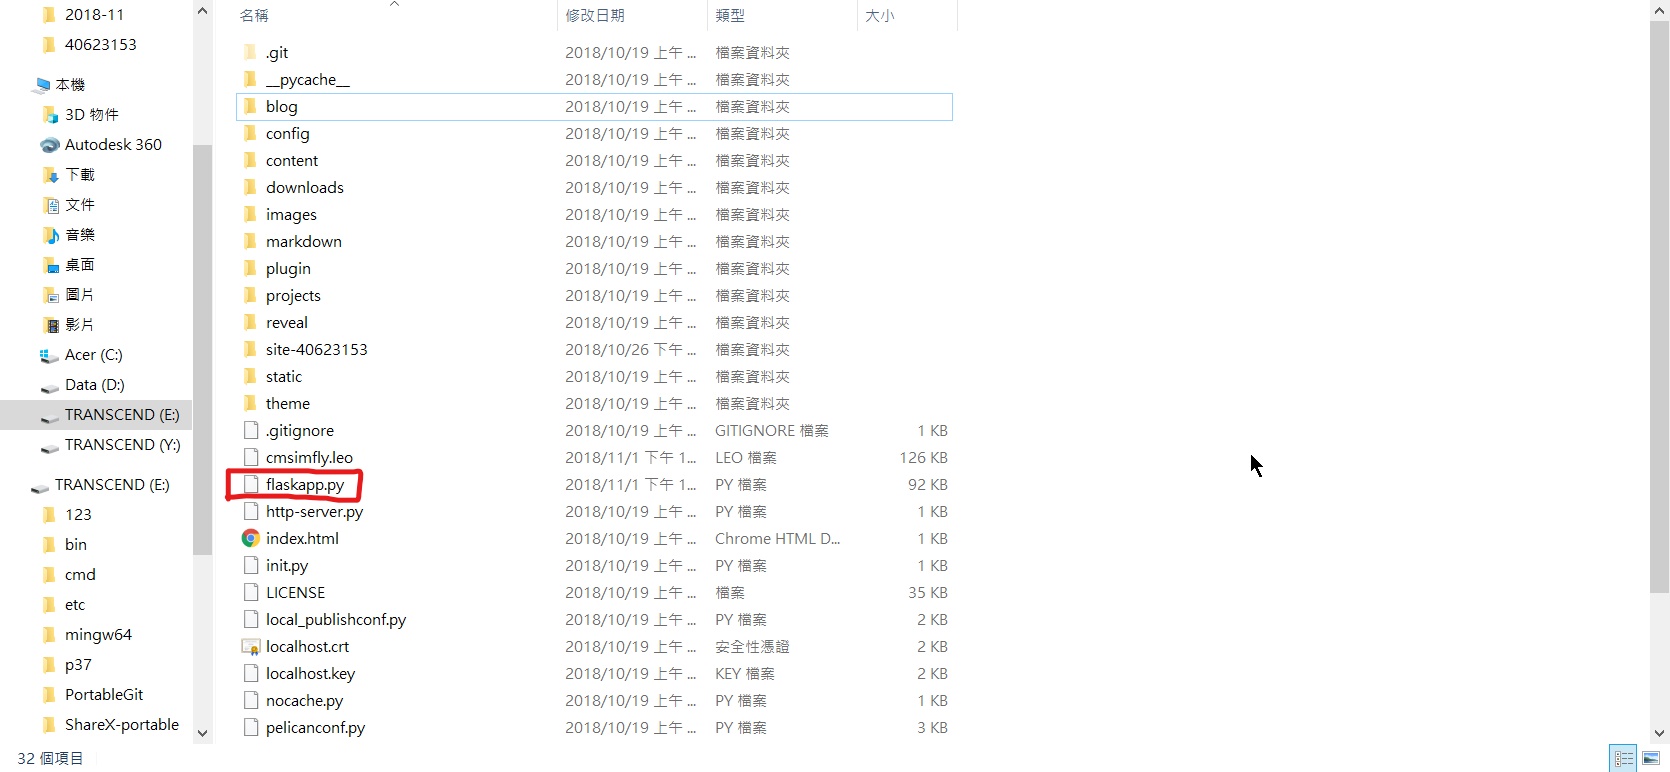 2018-11
40623153
本機
3D 物件
Autodesk 360
下載
文件
音樂
桌面
圖片
影片
Acer (C:)
Data (D:)
TRANSCEND (E:)
TRANSCEND (Y:)
TRANSCEND (E:)
123
bin
cmd
etc
mingw64
p37
PortableGit
ShareX-portable
名稱 修改日期 類型 大小
.git 2018/10/19 上午 ... 檔案資料夾
__pycache__ 2018/10/19 上午 ... 檔案資料夾
blog 2018/10/19 上午 ... 檔案資料夾
config 2018/10/19 上午 ... 檔案資料夾
content 2018/10/19 上午 ... 檔案資料夾
downloads 2018/10/19 上午 ... 檔案資料夾
images 2018/10/19 上午 ... 檔案資料夾
markdown 2018/10/19 上午 ... 檔案資料夾
plugin 2018/10/19 上午 ... 檔案資料夾
projects 2018/10/19 上午 ... 檔案資料夾
reveal 2018/10/19 上午 ... 檔案資料夾
site-40623153 2018/10/26 下午 ... 檔案資料夾
static 2018/10/19 上午 ... 檔案資料夾
theme 2018/10/19 上午 ... 檔案資料夾
.gitignore 2018/10/19 上午 ... GITIGNORE 檔案 1 KB
cmsimfly.leo 2018/11/1 下午 1... LEO 檔案 126 KB
flaskapp.py 2018/11/1 下午 1... PY 檔案 92 KB
http-server.py 2018/10/19 上午 ... PY 檔案 1 KB
index.html 2018/10/19 上午 ... Chrome HTML D... 1 KB
init.py 2018/10/19 上午 ... PY 檔案 1 KB
LICENSE 2018/10/19 上午 ... 檔案 35 KB
local_publishconf.py 2018/10/19 上午 ... PY 檔案 2 KB
localhost.crt 2018/10/19 上午 ... 安全性憑證 2 KB
localhost.key 2018/10/19 上午 ... KEY 檔案 2 KB
nocache.py 2018/10/19 上午 ... PY 檔案 1 KB
pelicanconf.py 2018/10/19 上午 ... PY 檔案 3 KB
32 個項目